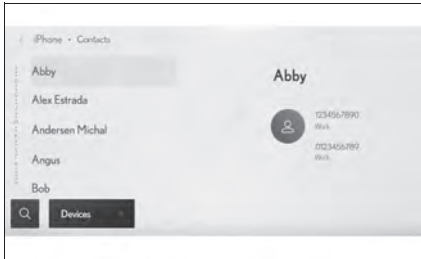 iPhone • Contacts
Abby
Alex Estrada
Andersen Michal
Angus
Bob
Devices
Abby
1234567890
Work
0123456789
Work